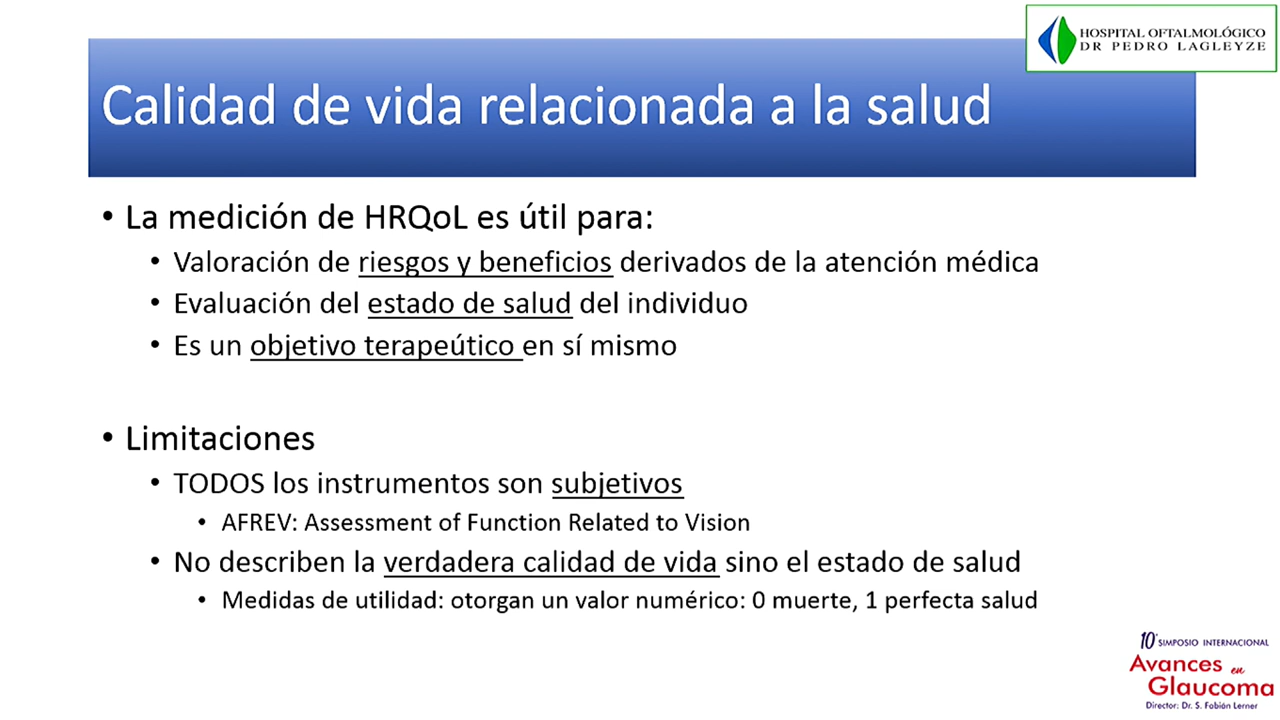 HOSPITAL OFTALMOLÓGICO
DR PEDRO LAGLEYZE
Calidad de vida relacionada a la salud
• La medición de HRQoL es útil para:
• Valoración de riesgos y beneficios derivados de la atención médica
• Evaluación del estado de salud del individuo
• Es un objetivo terapeútico en sí mismo
• Limitaciones
• TODOS los instrumentos son subjetivos
• AFREV: Assessment of Function Related to Vision
• No describen la verdadera calidad de vida sino el estado de salud
• Medidas de utilidad: otorgan un valor numérico: 0 muerte, 1 perfecta salud
10° SIMPOSIO INTERNACIONAL
Avances en
Glaucoma
Director: Dr. S. Fabián Lerner